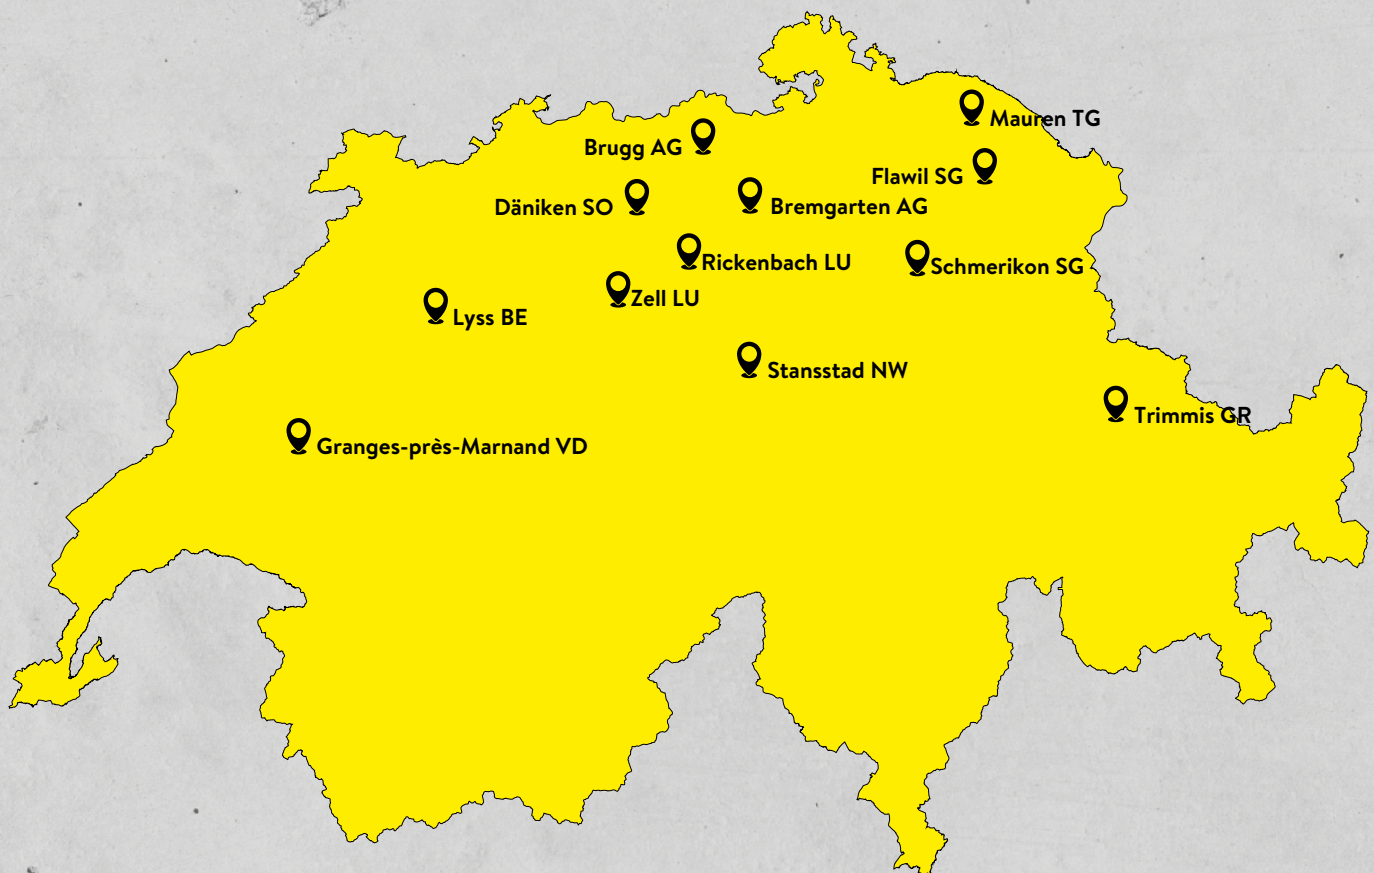 Mauren TG
Brugg AG
Flawil SG
Däniken SO
Bremgarten AG
Rickenbach LU
Schmerikon SG
Zell LU
Lyss BE
Stansstad NW
Trimmis GR
Granges-près-Marnand VD